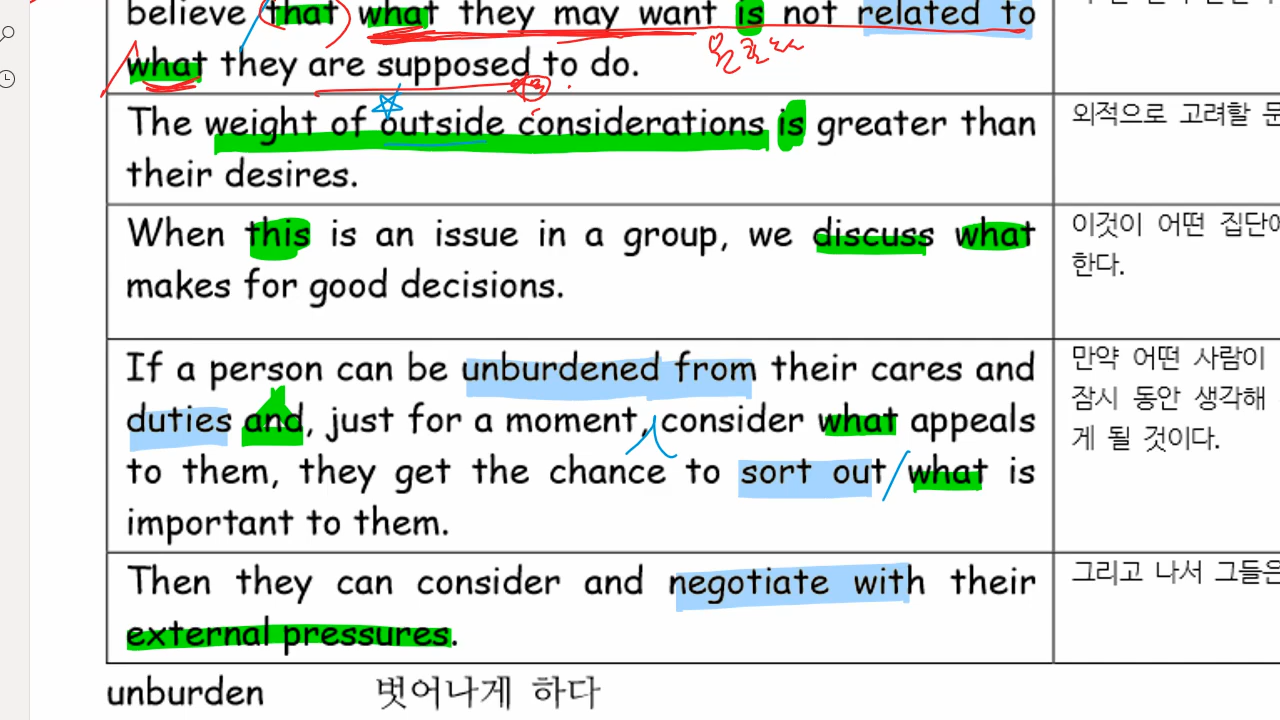 believe that what they may want is not related to
what they are supposed to do.
The weight of outside considerations is greater than
their desires.
외적으로 고려할
When this is an issue in a group, we discuss what
makes for good decisions.
이것이 어떤 집단에
한다.
If a person can be unburdened from their cares and
duties and, just for a moment, consider what appeals
to them, they get the chance to sort out what is
important to them.
만약 어떤 사람이
잠시 동안 생각해
게 될 것이다.
Then they can consider and negotiate with their
external pressures.
그리고 나서 그들은
unburden 벗어나게 하다